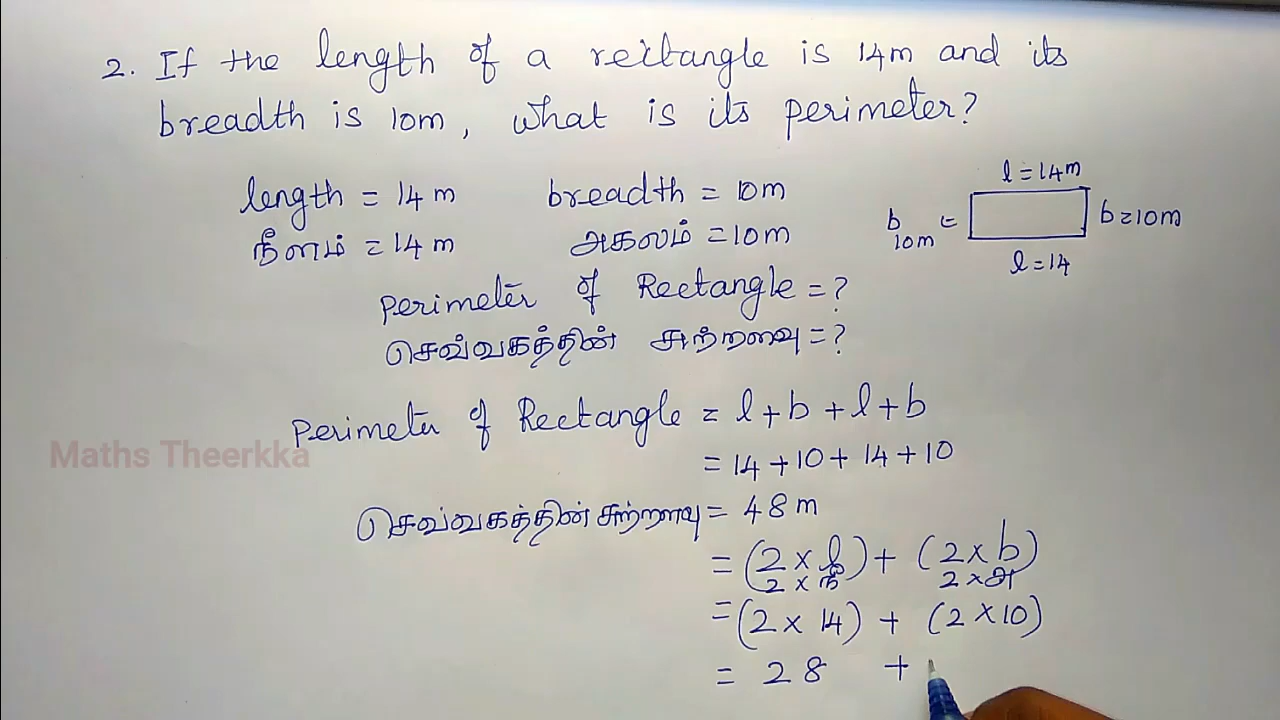 2. If the length of a rectangle is 14m and its
breadth is 10m, what is its perimeter?
length = 14 m breadth = 10m
நீளம் = 14 m அகலம் = 10m
l = 14m
b = 10m
b = 10m
l = 14
Perimeter of Rectangle = ?
செவ்வகத்தின் சுற்றளவு = ?
Perimeter of Rectangle = l + b + l + b
Maths Theerkka
= 14 + 10 + 14 + 10
செவ்வகத்தின் சுற்றளவு = 48 m
= (2 × l) + (2 × b)
2 × நீ 2 × அ
= (2 × 14) + (2 × 10)
= 28 +